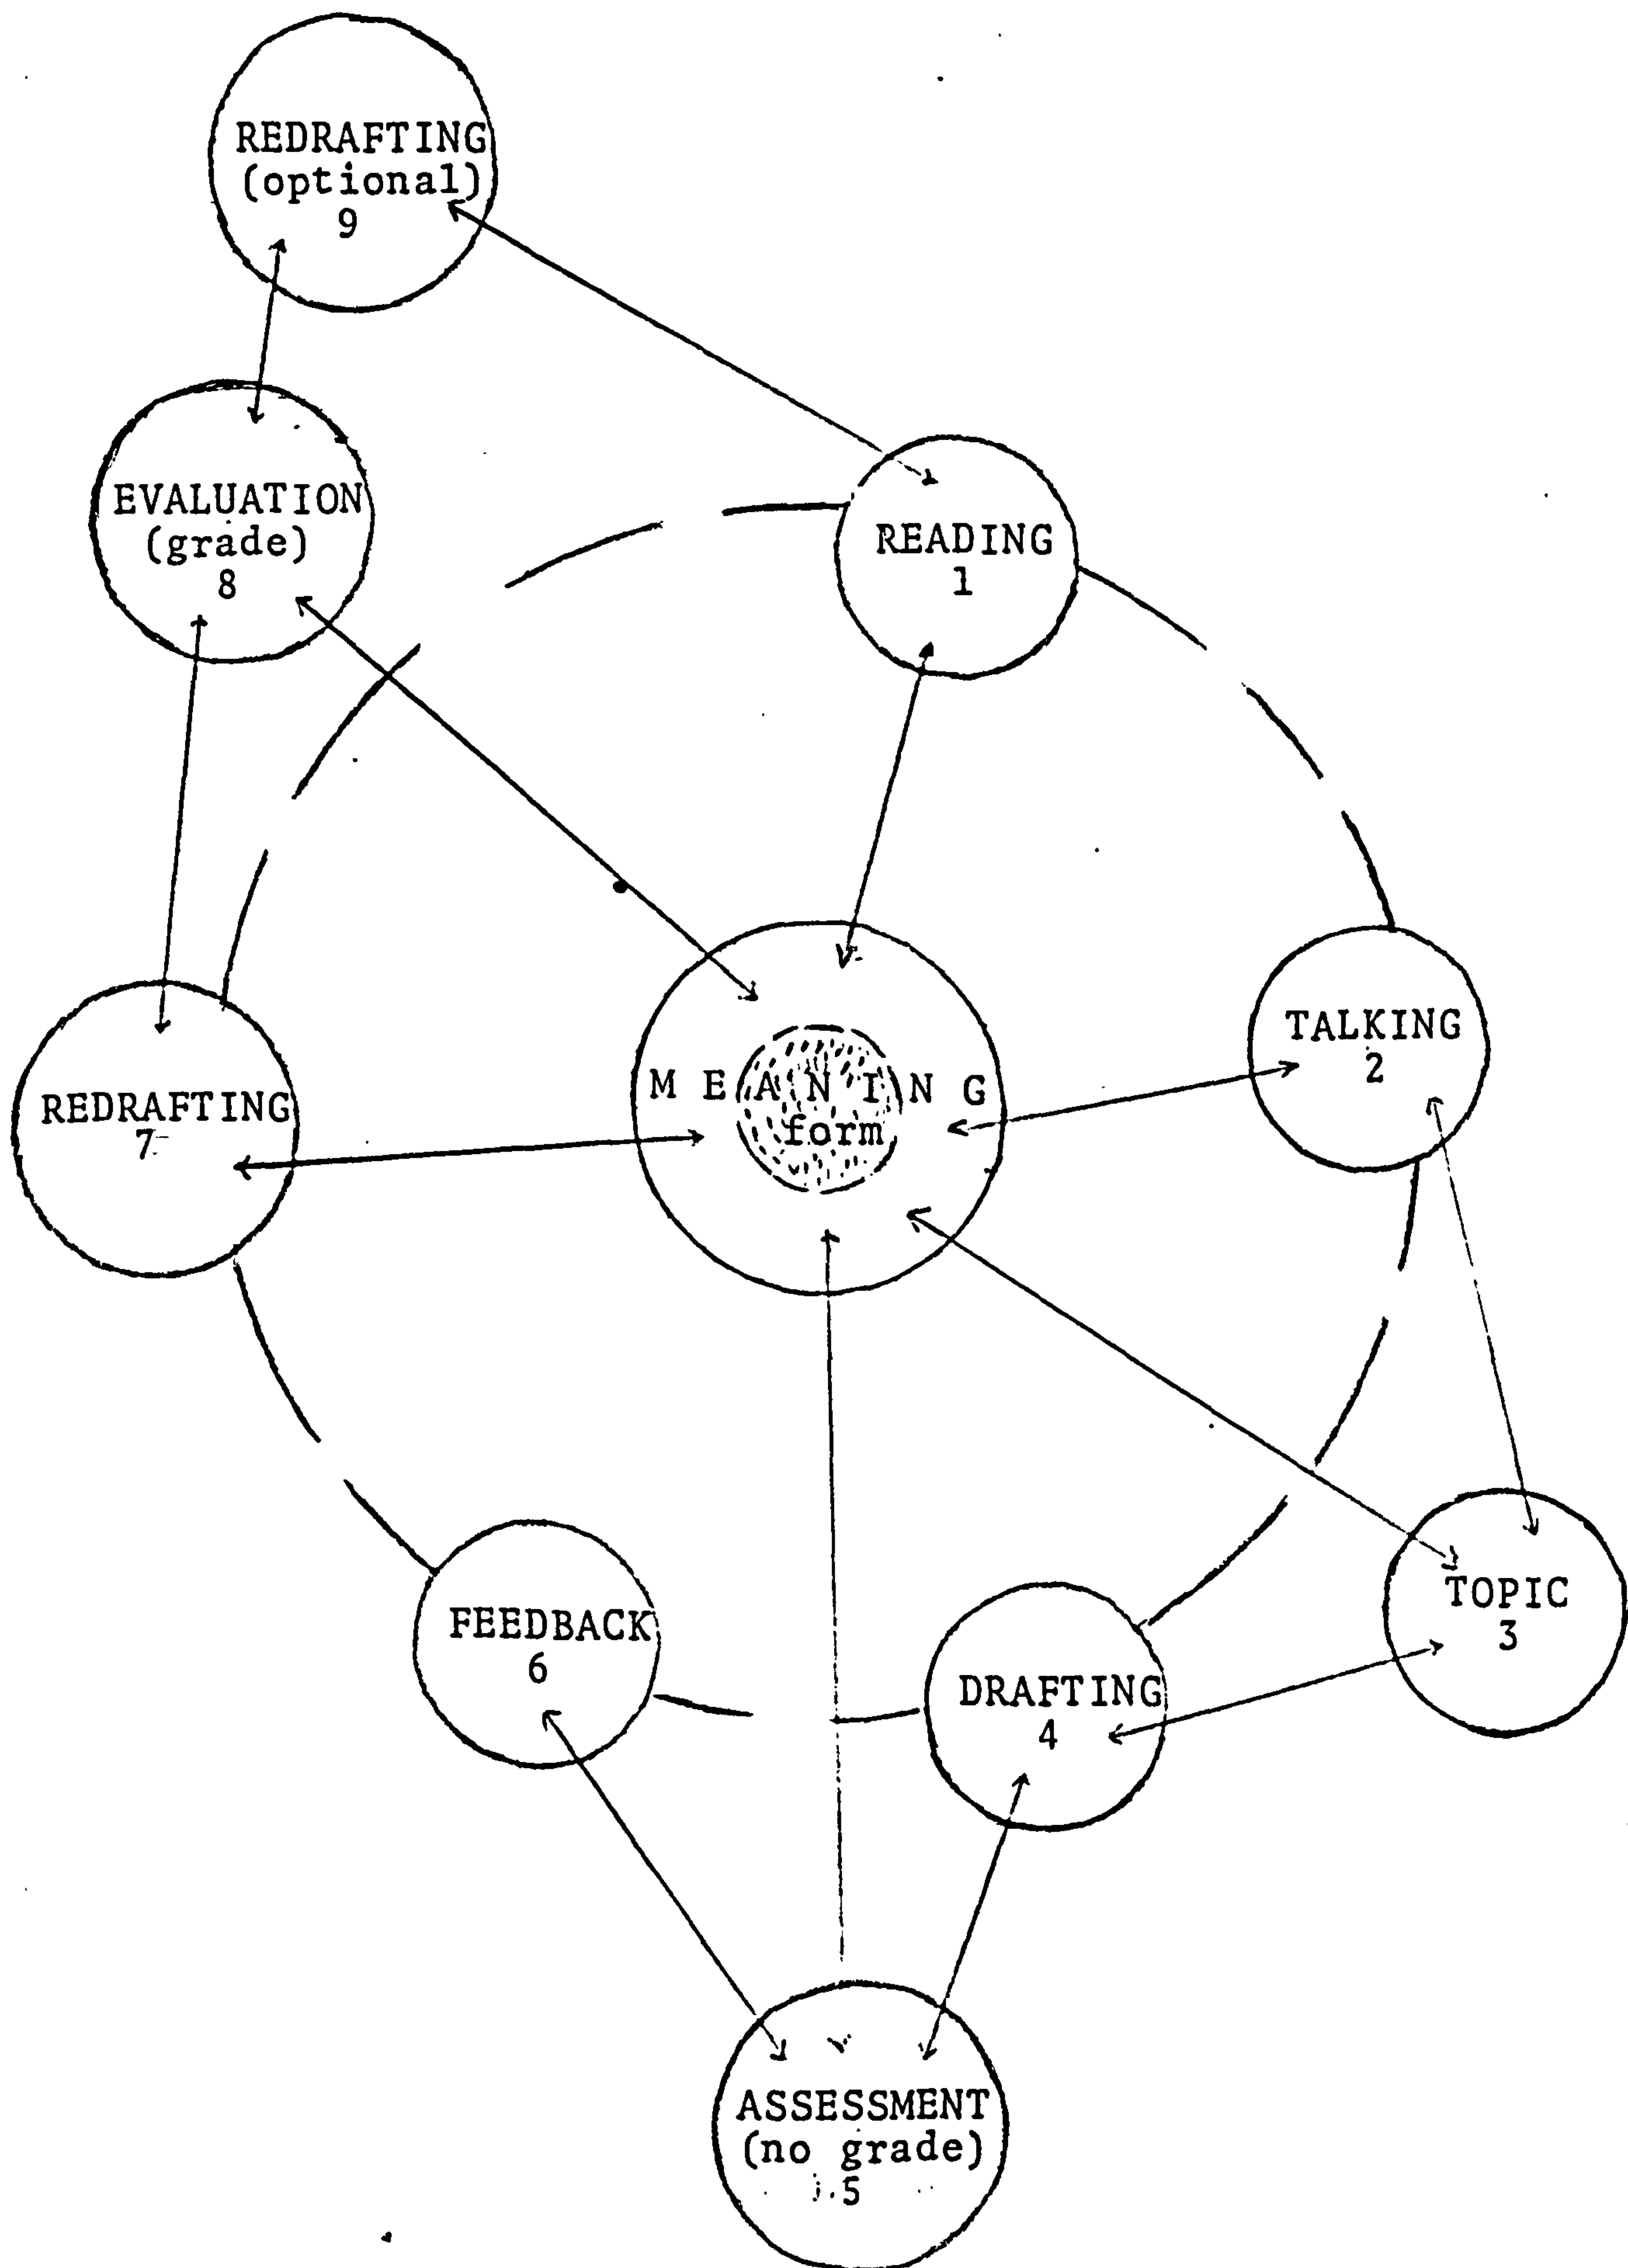 REDRAFTING
(optional)
9
EVALUATION
(grade)
8
READING
1
TALKING
2
REDRAFTING
7
M E A N I N G
form
TOPIC
3
FEEDBACK
6
DRAFTING
4
ASSESSMENT
(no grade)
5